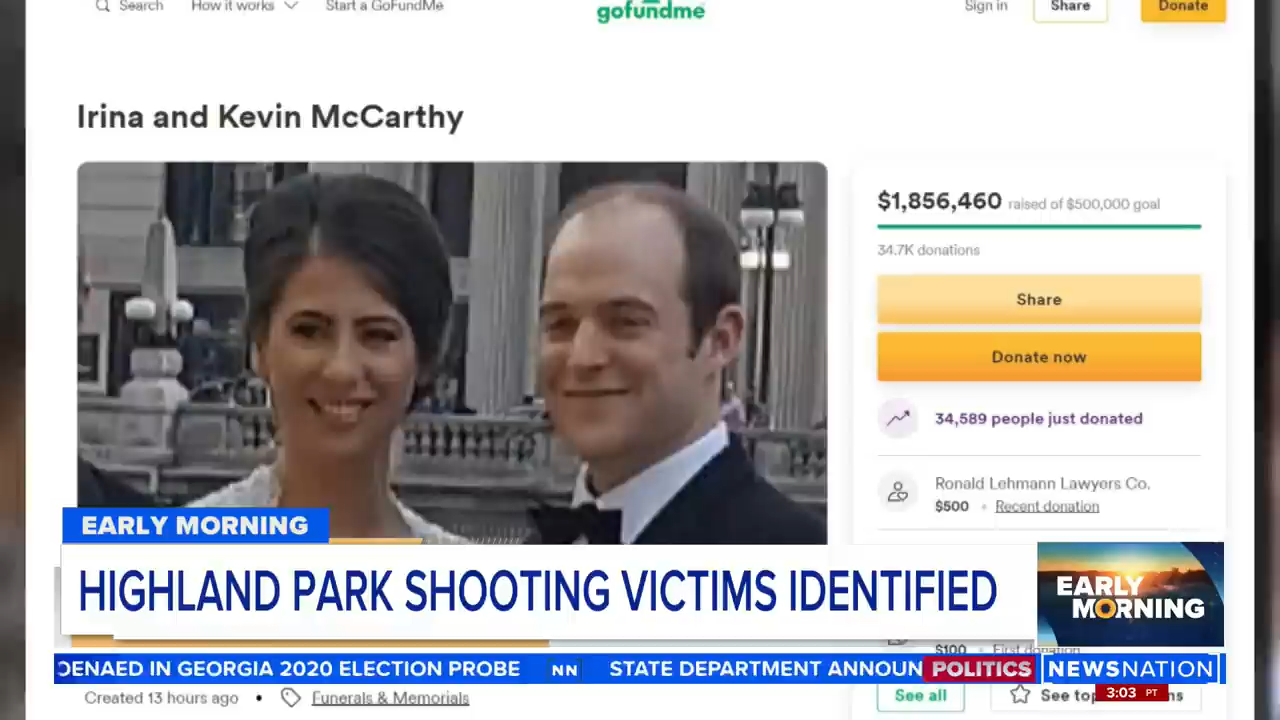 Search
How it works
Start a GoFundMe
gofundme
Sign in
Share
Donate
Irina and Kevin McCarthy
$1,856,460 raised of $500,000 goal
34.7K donations
Share
Donate now
34,589 people just donated
Ronald Lehmann Lawyers Co.
$500 • Recent donation
EARLY MORNING
HIGHLAND PARK SHOOTING VICTIMS IDENTIFIED
EARLY
MORNING
$100 First donation
OENAED IN GEORGIA 2020 ELECTION PROBE NN STATE DEPARTMENT ANNOUN
POLITICS
NEWSNATION
3:03 PT
Created 13 hours ago • Funerals & Memorials
See all
See top